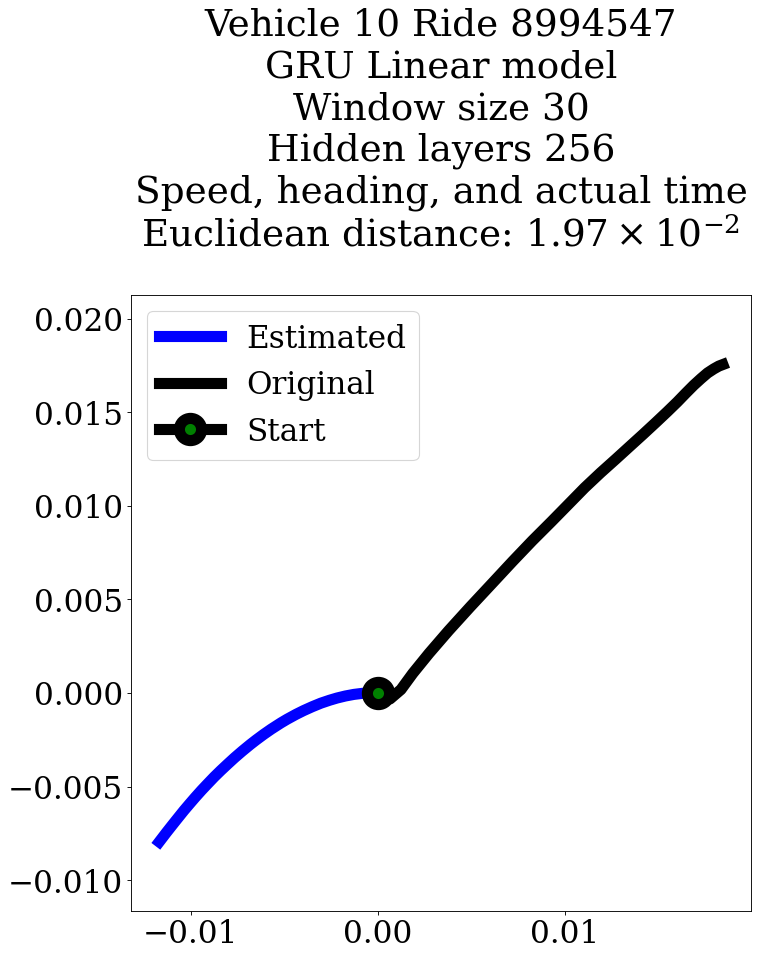 Vehicle 10 Ride 8994547
GRU Linear model
Window size 30
Hidden layers 256
Speed, heading, and actual time
Euclidean distance: 1.97 × 10⁻²
Estimated
Original
Start
0.020
0.015
0.010
0.005
0.000
−0.005
−0.010
−0.01 0.00 0.01